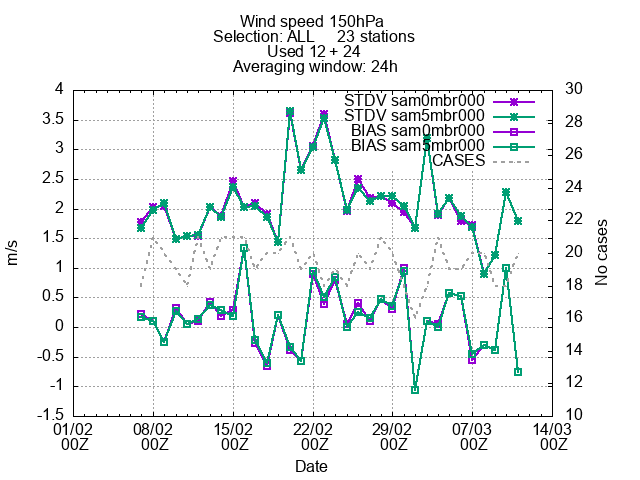 Wind speed 150hPa
Selection: ALL 23 stations
Used 12 + 24
Averaging window: 24h
STDV sam0mbr000
STDV sam5mbr000
BIAS sam0mbr000
BIAS sam5mbr000
CASES
4
3.5
3
2.5
2
1.5
1
0.5
0
-0.5
-1
-1.5
m/s
30
28
26
24
22
20
18
16
14
12
10
No cases
01/02 08/02 15/02 22/02 29/02 07/03 14/03
00Z 00Z 00Z 00Z 00Z 00Z 00Z
Date